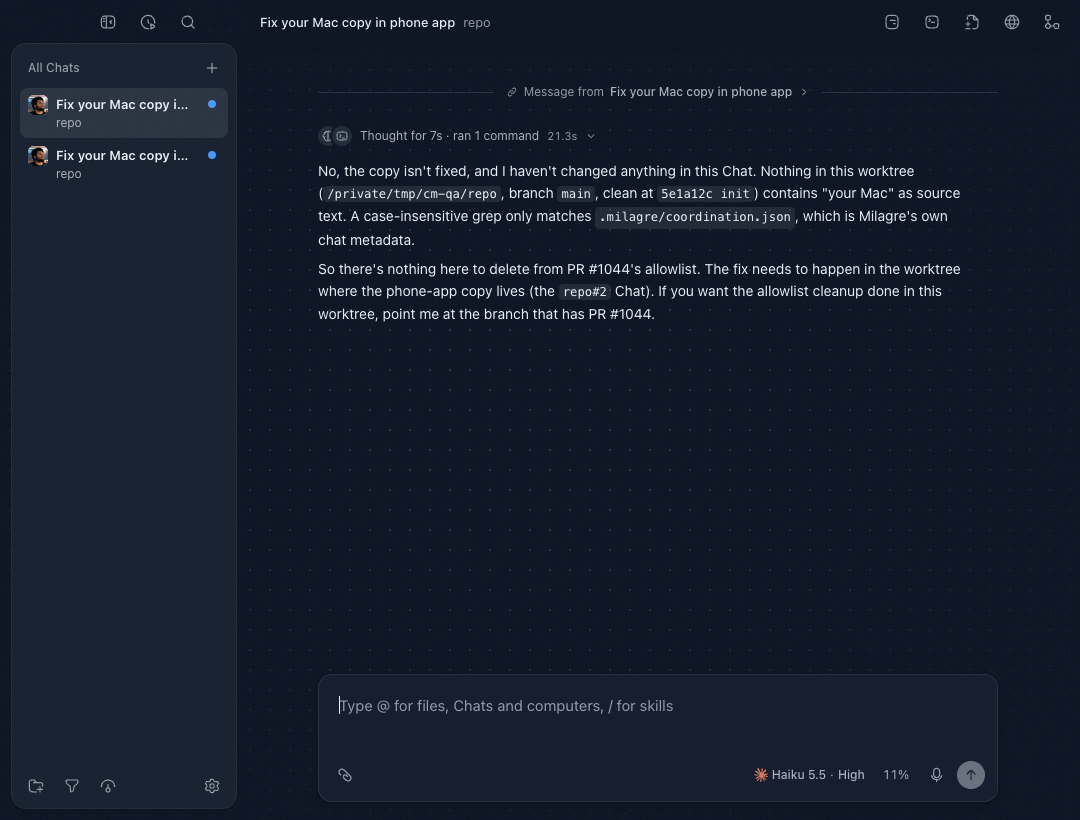 Fix your Mac copy in phone app repo
All Chats
Fix your Mac copy i...
repo
Fix your Mac copy i...
repo
Message from Fix your Mac copy in phone app
Thought for 7s · ran 1 command 21.3s
No, the copy isn't fixed, and I haven't changed anything in this Chat. Nothing in this worktree
(/private/tmp/cm-qa/repo, branch main, clean at 5e1a12c init) contains "your Mac" as source
text. A case-insensitive grep only matches .milagre/coordination.json, which is Milagre's own
chat metadata.
So there's nothing here to delete from PR #1044's allowlist. The fix needs to happen in the worktree
where the phone-app copy lives (the repo#2 Chat). If you want the allowlist cleanup done in this
worktree, point me at the branch that has PR #1044.
Type @ for files, Chats and computers, / for skills
Haiku 5.5 · High 11%